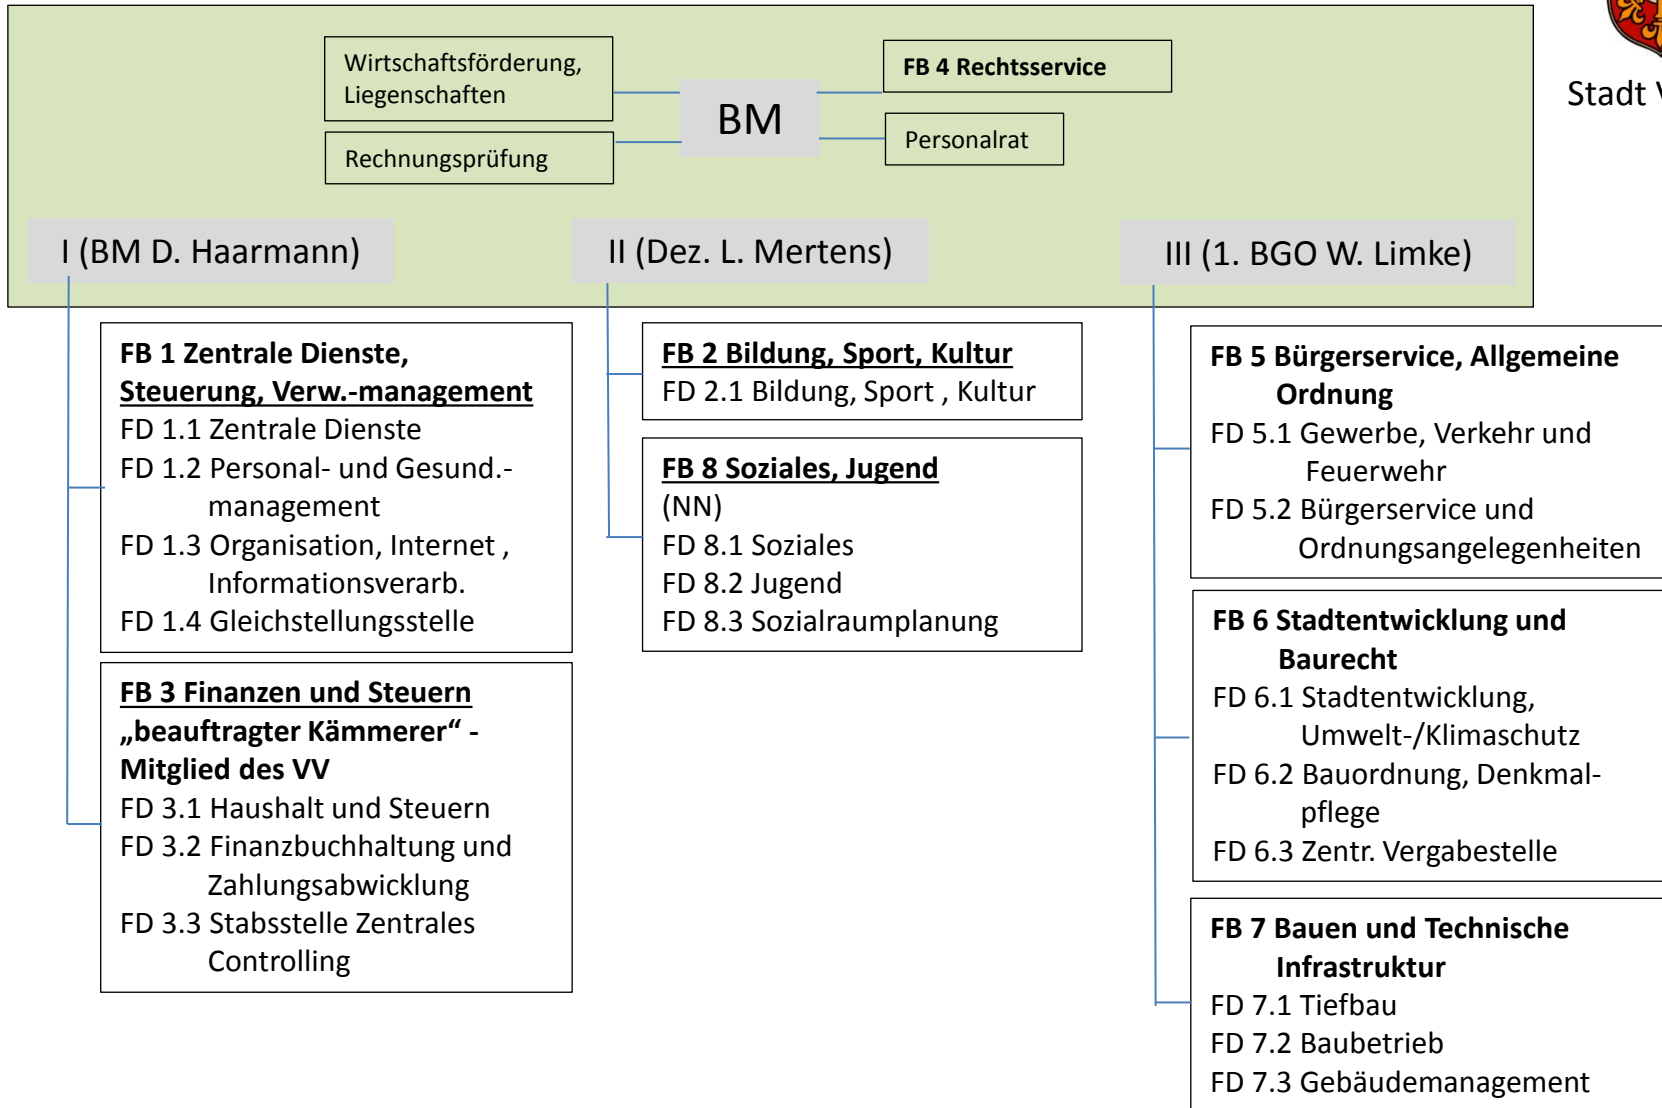 Wirtschaftsförderung,
Liegenschaften
Rechnungsprüfung
BM
FB 4 Rechtsservice
Personalrat
Stadt
I (BM D. Haarmann)
II (Dez. L. Mertens)
III (1. BGO W. Limke)
FB 1 Zentrale Dienste,
Steuerung, Verw.-management
FD 1.1 Zentrale Dienste
FD 1.2 Personal- und Gesund.-
management
FD 1.3 Organisation, Internet ,
Informationsverarb.
FD 1.4 Gleichstellungsstelle
FB 3 Finanzen und Steuern
„beauftragter Kämmerer“ -
Mitglied des VV
FD 3.1 Haushalt und Steuern
FD 3.2 Finanzbuchhaltung und
Zahlungsabwicklung
FD 3.3 Stabsstelle Zentrales
Controlling
FB 2 Bildung, Sport, Kultur
FD 2.1 Bildung, Sport , Kultur
FB 8 Soziales, Jugend
(NN)
FD 8.1 Soziales
FD 8.2 Jugend
FD 8.3 Sozialraumplanung
FB 5 Bürgerservice, Allgemeine
Ordnung
FD 5.1 Gewerbe, Verkehr und
Feuerwehr
FD 5.2 Bürgerservice und
Ordnungsangelegenheiten
FB 6 Stadtentwicklung und
Baurecht
FD 6.1 Stadtentwicklung,
Umwelt-/Klimaschutz
FD 6.2 Bauordnung, Denkmal-
pflege
FD 6.3 Zentr. Vergabestelle
FB 7 Bauen und Technische
Infrastruktur
FD 7.1 Tiefbau
FD 7.2 Baubetrieb
FD 7.3 Gebäudemanagement